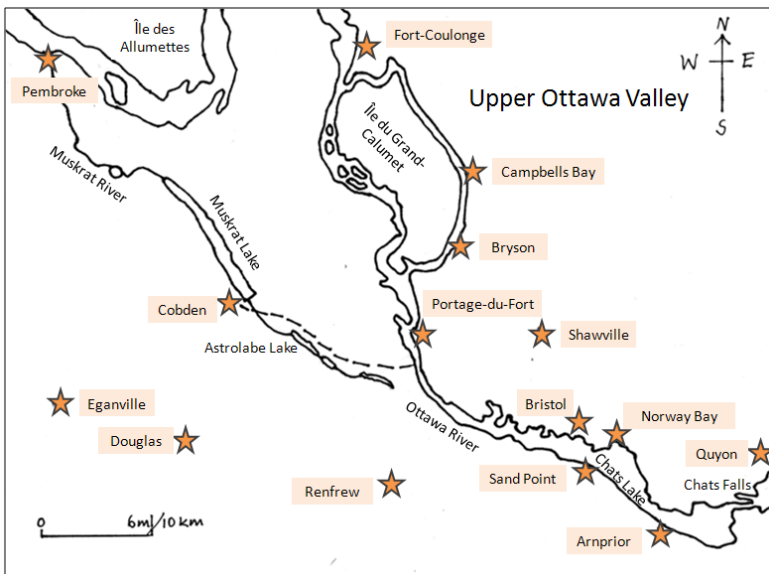 Île des
Allumettes
Fort-Coulonge
N
W E
S
Pembroke
Upper Ottawa Valley
Île du Grand-
Calumet
Muskrat River
Campbells Bay
Muskrat Lake
Bryson
Cobden
Portage-du-Fort
Astrolabe Lake
Shawville
Eganville
Bristol
Norway Bay
Douglas
Ottawa River
Quyon
Sand Point
Chats Lake
Chats Falls
Renfrew
0 6ml/10 km
Arnprior